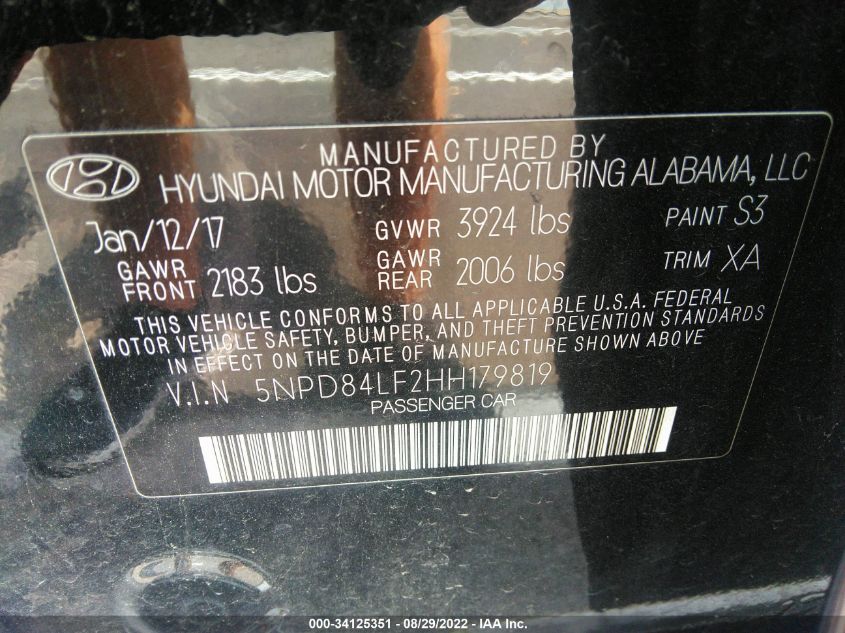 MANUFACTURED BY
HYUNDAI MOTOR MANUFACTURING ALABAMA, LLC
Jan/12/17 GVWR 3924 lbs PAINT S3
GAWR FRONT 2183 lbs GAWR REAR 2006 lbs TRIM XA
THIS VEHICLE CONFORMS TO ALL APPLICABLE U.S.A. FEDERAL
MOTOR VEHICLE SAFETY, BUMPER, AND THEFT PREVENTION STANDARDS
IN EFFECT ON THE DATE OF MANUFACTURE SHOWN ABOVE
V.I.N 5NPD84LF2HH179819
PASSENGER CAR
000-34125351 - 08/29/2022 - IAA Inc.